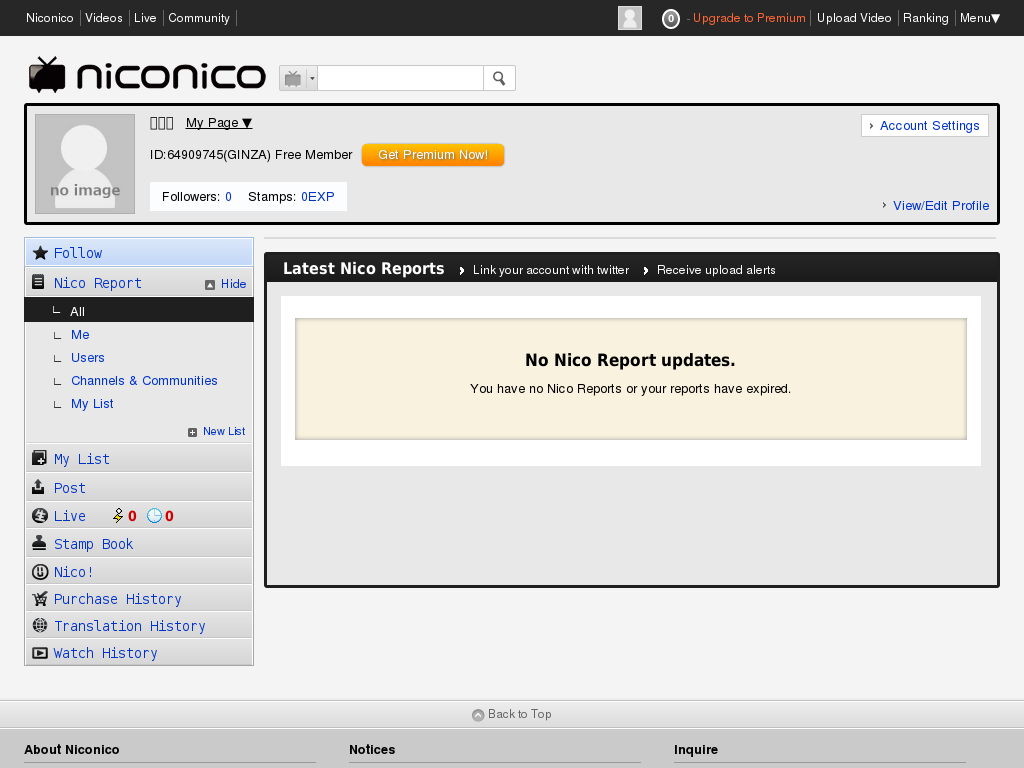 Niconico Videos Live Community 0 - Upgrade to Premium Upload Video Ranking Menu▼
niconico
My Page ▼
Account Settings
ID:64909745(GINZA) Free Member Get Premium Now!
no image
Followers: 0 Stamps: 0EXP
View/Edit Profile
Follow
Nico Report Hide
All
Me
Users
Channels & Communities
My List
New List
My List
Post
Live 0 0
Stamp Book
Nico!
Purchase History
Translation History
Watch History
Latest Nico Reports Link your account with twitter Receive upload alerts
No Nico Report updates.
You have no Nico Reports or your reports have expired.
Back to Top
About Niconico Notices Inquire